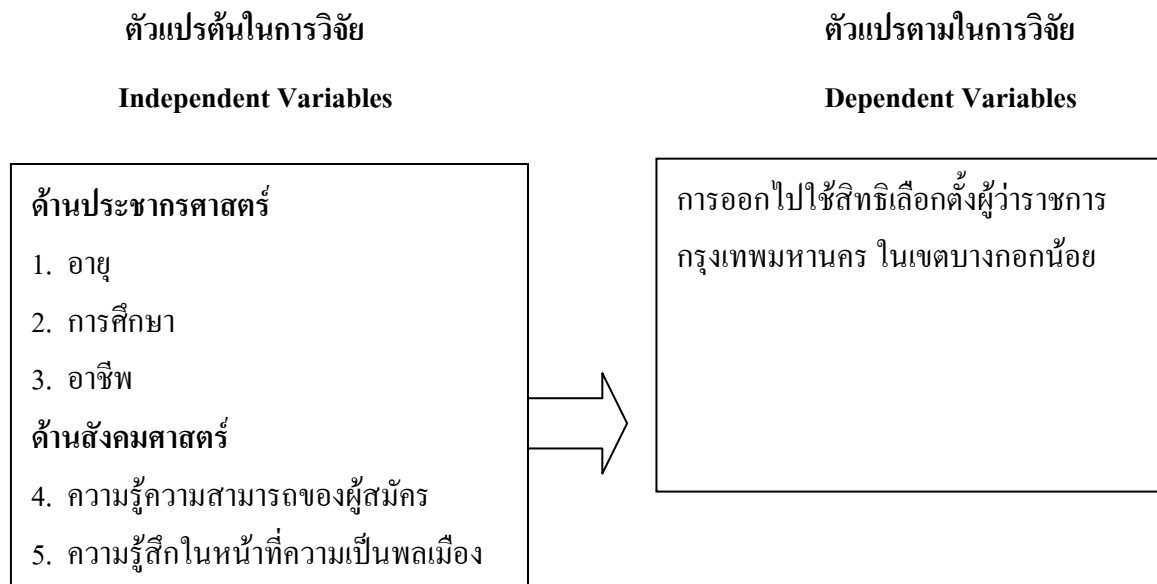 ตัวแปรต้นในการวิจัย
Independent Variables
ด้านประชากรศาสตร์
1. อายุ
2. การศึกษา
3. อาชีพ
ด้านสังคมศาสตร์
4. ความรู้ความสามารถของผู้สมัคร
5. ความรู้สึกในหน้าที่ความเป็นพลเมือง
ตัวแปรตามในการวิจัย
Dependent Variables
การออกไปใช้สิทธิเลือกตั้งผู้ว่าราชการ
กรุงเทพมหานคร ในเขตบางกอกน้อย